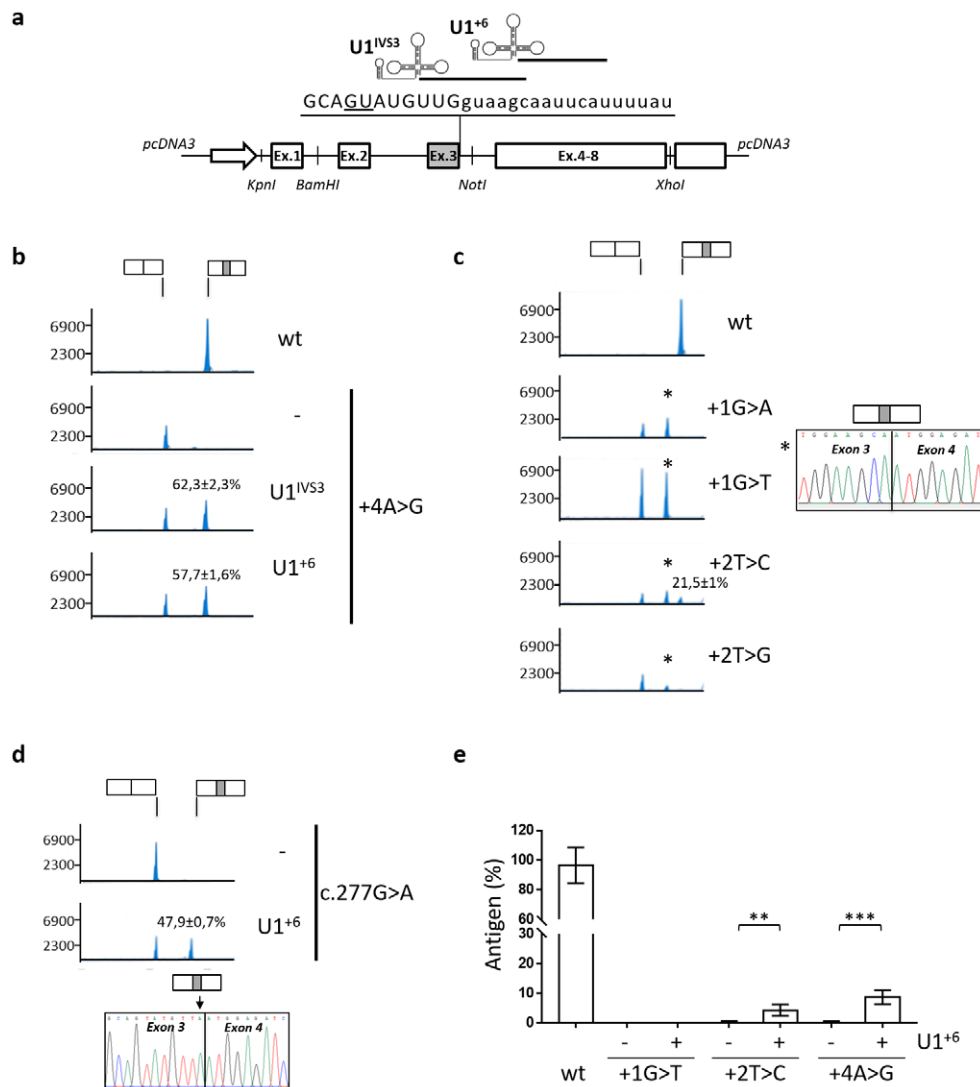 a
U1IVS3
U1+6
GCAGUAUGUUGguaagcaauucauuuuau
pcDNA3
Ex.1
Ex.2
Ex.3
Ex.4-8
pcDNA3
KpnI
BamHI
NotI
XhoI
b
6900
2300
wt
6900
2300
-
6900
2300
62,3±2,3%
U1IVS3
6900
2300
57,7±1,6%
U1+6
+4A>G
c
6900
2300
wt
6900
2300
*
+1G>A
6900
2300
*
+1G>T
6900
2300
*
21,5±1%
+2T>C
6900
2300
*
+2T>G
*
TGGAAGCAATGGAGAT
Exon 3
Exon 4
d
6900
2300
-
6900
2300
47,9±0,7%
U1+6
c.277G>A
GCAGTATGTTAATGGAGATC
Exon 3
Exon 4
e
Antigen (%)
120
100
80
60
30
20
10
0
**
***
- + - + - + U1+6
wt +1G>T +2T>C +4A>G